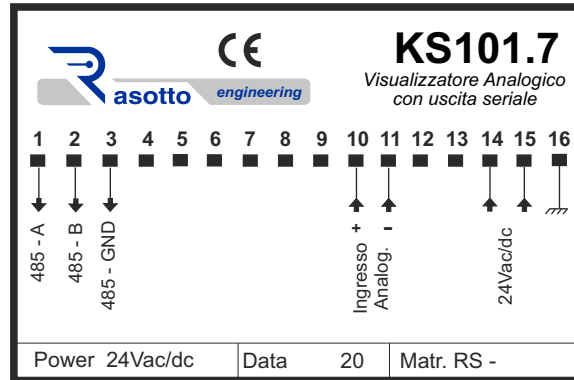 CE
KS101.7
Visualizzatore Analogico
con uscita seriale
Rasotto engineering
1 2 3 4 5 6 7 8 9 10 11 12 13 14 15 16
485 - A
485 - B
485 - GND
Ingresso +
Analog. -
24Vac/dc
Power 24Vac/dc
Data 20
Matr. RS -